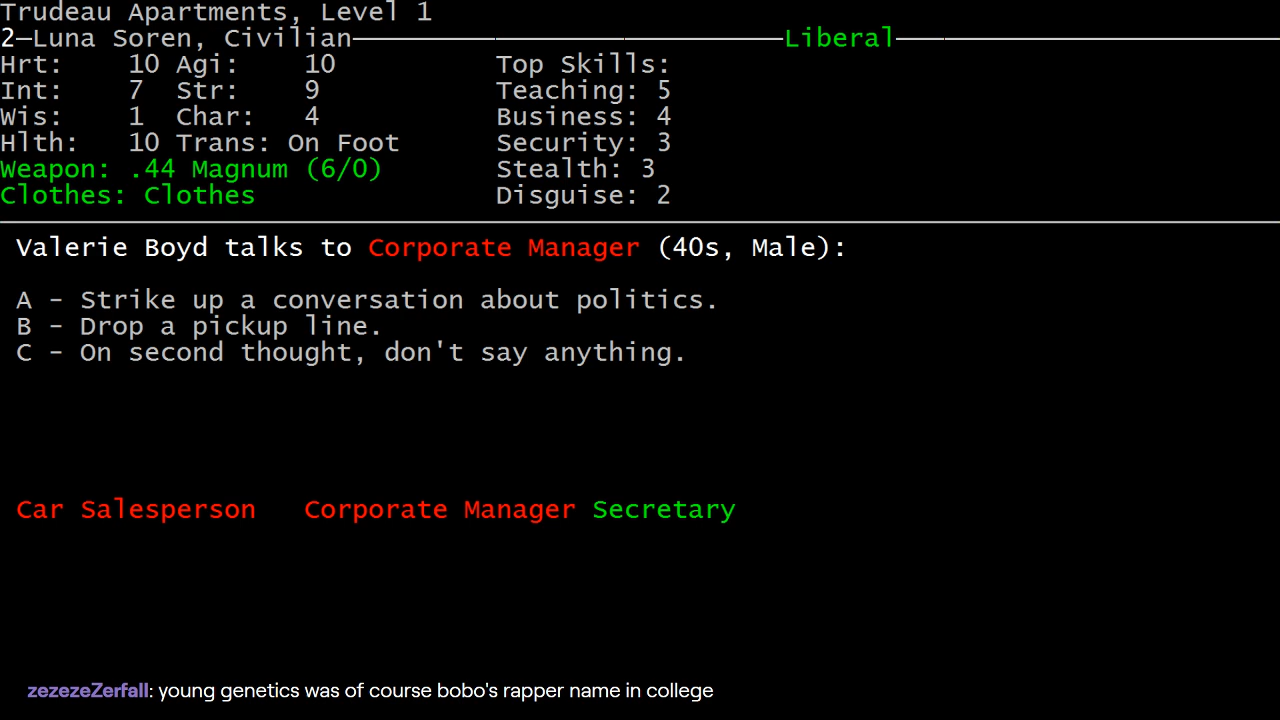 Trudeau Apartments, Level 1
2—Luna Soren, Civilian Liberal
Hrt: 10 Agi: 10 Top Skills:
Int: 7 Str: 9 Teaching: 5
Wis: 1 Char: 4 Business: 4
Hlth: 10 Trans: On Foot Security: 3
Weapon: .44 Magnum (6/0) Stealth: 3
Clothes: Clothes Disguise: 2
Valerie Boyd talks to Corporate Manager (40s, Male):
A - Strike up a conversation about politics.
B - Drop a pickup line.
C - On second thought, don't say anything.
Car Salesperson Corporate Manager Secretary
zezezeZerfall: young genetics was of course bobo's rapper name in college